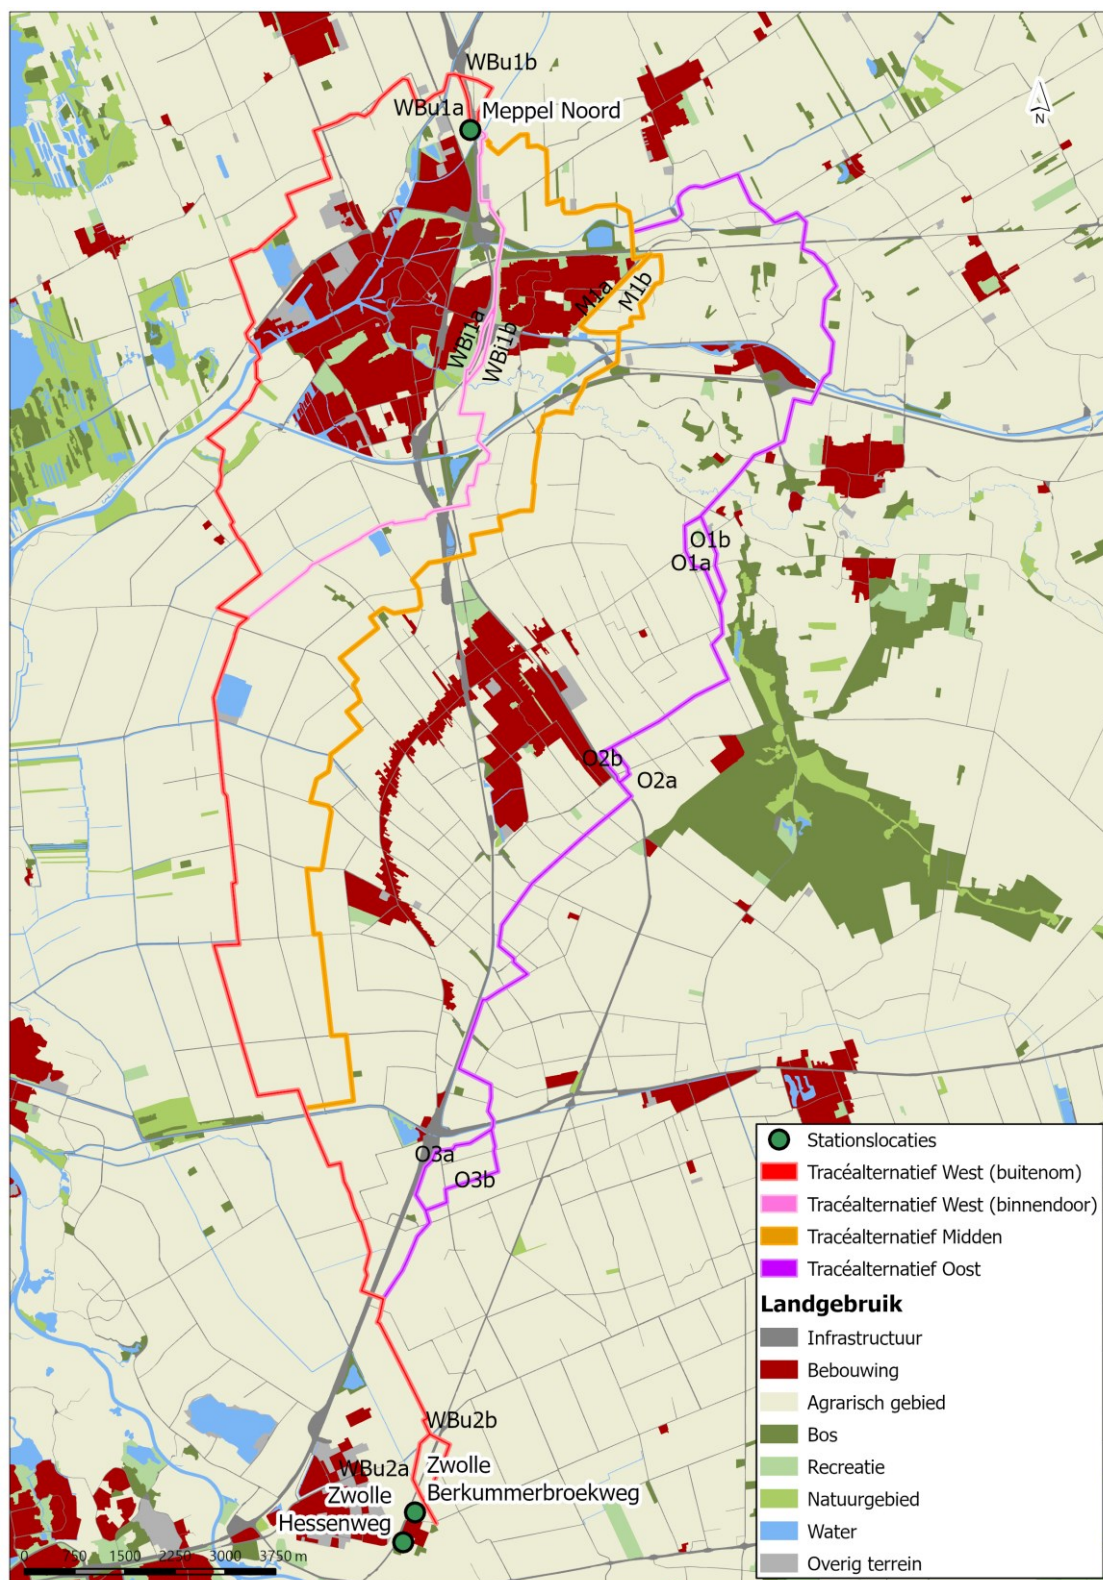 WBu1b
WBu1a
Meppel Noord
N
M1a
M1b
WBi1a
WBi1b
O1b
O1a
O2b
O2a
O3a
O3b
WBu2b
WBu2a
Zwolle
Berkummerbroekweg
Zwolle
Hessenweg
0 750 1500 2250 3000 3750 m
Stationslocaties
Tracéalternatief West (buitenom)
Tracéalternatief West (binnendoor)
Tracéalternatief Midden
Tracéalternatief Oost
Landgebruik
Infrastructuur
Bebouwing
Agrarisch gebied
Bos
Recreatie
Natuurgebied
Water
Overig terrein